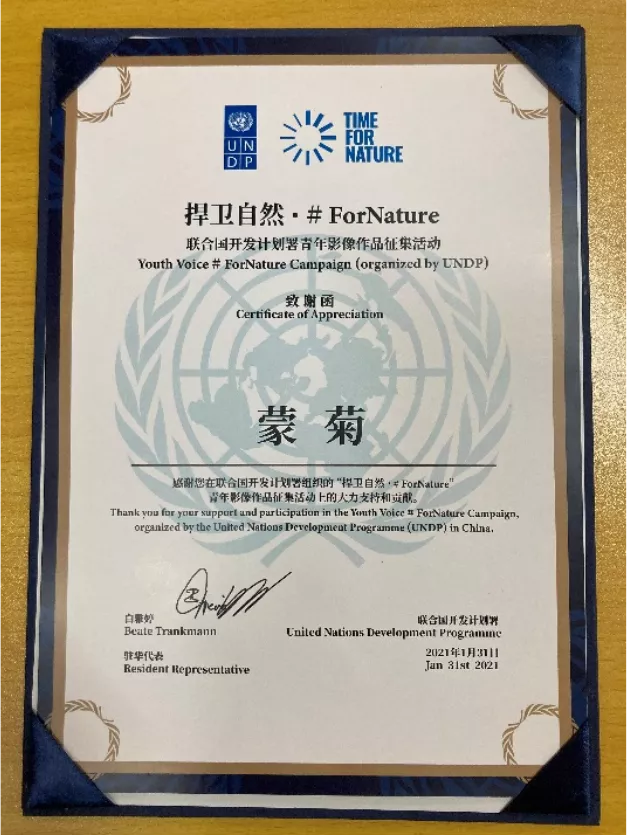 UN
DP
TIME
FOR
NATURE
捍卫自然·# ForNature
联合国开发计划署青年影像作品征集活动
Youth Voice # ForNature Campaign (organized by UNDP)
致谢函
Certificate of Appreciation
蒙菊
感谢您在联合国开发计划署组织的“捍卫自然·# ForNature”
青年影像作品征集活动上的大力支持和贡献。
Thank you for your support and participation in the Youth Voice # ForNature Campaign,
organized by the United Nations Development Programme (UNDP) in China.
白雅婷
Beate Trankmann
驻华代表
Resident Representative
联合国开发计划署
United Nations Development Programme
2021年1月31日
Jan 31st 2021